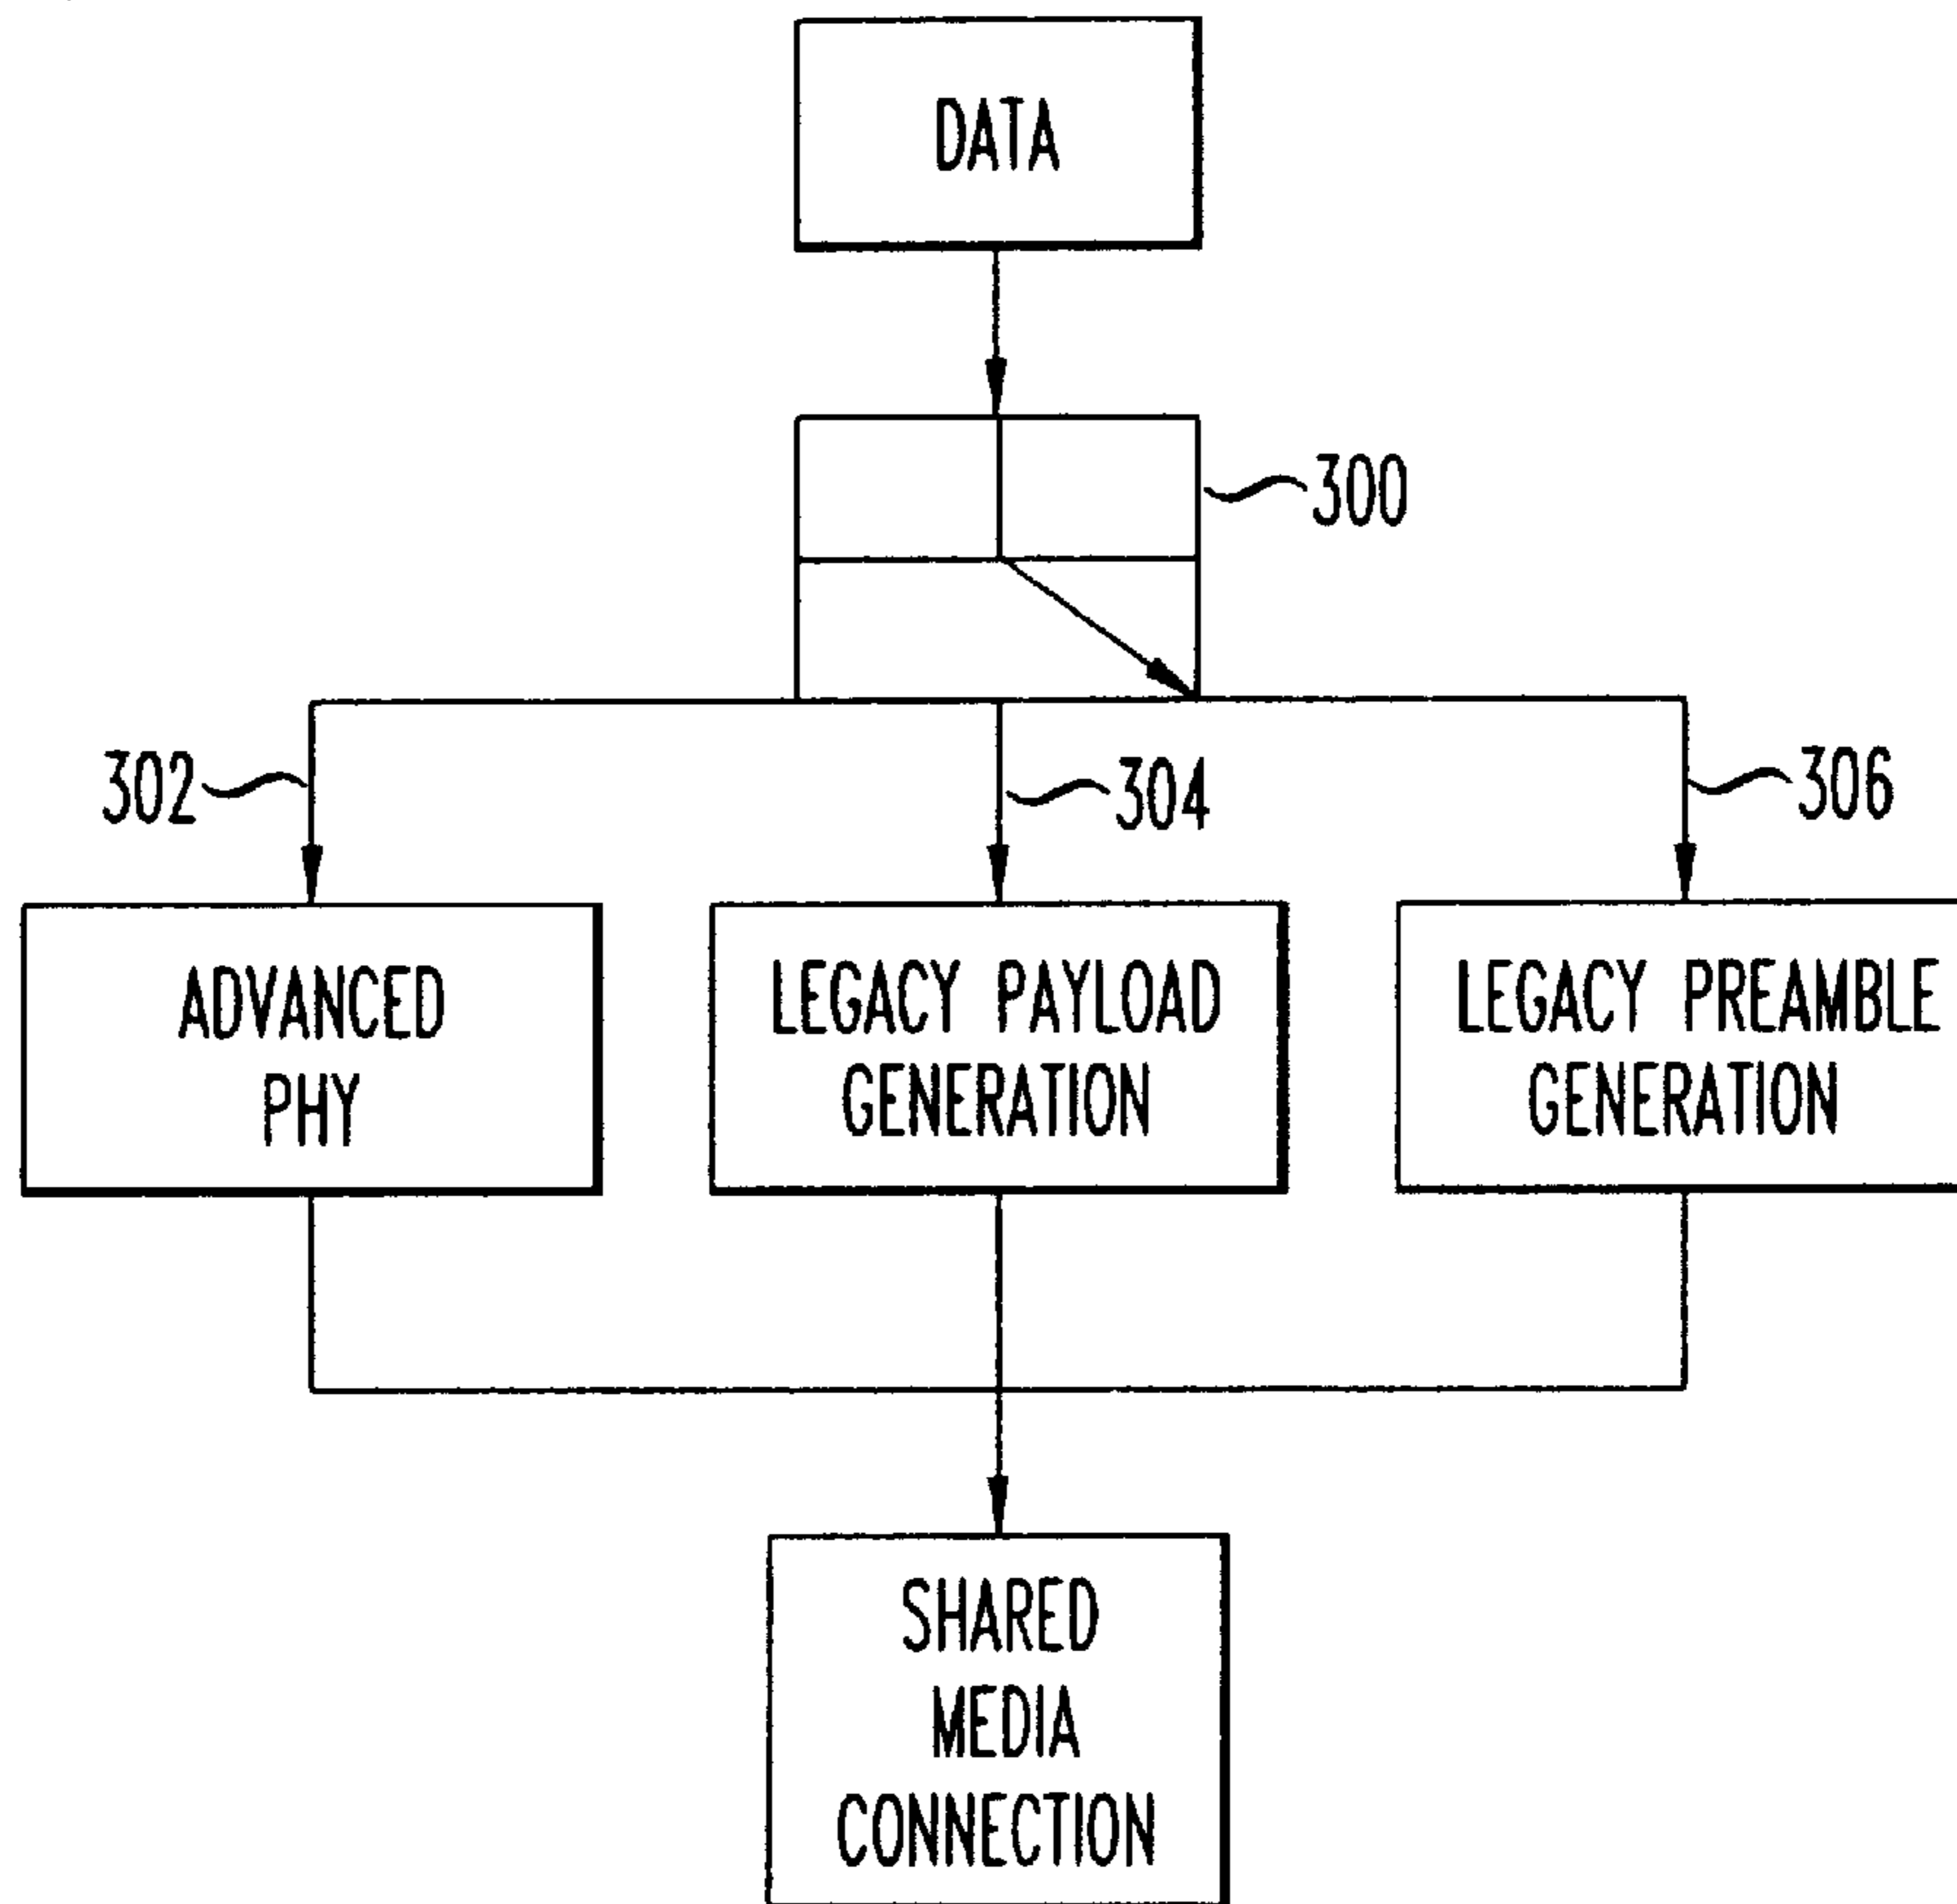 DATA
300
302
304
306
ADVANCED
PHY
LEGACY PAYLOAD
GENERATION
LEGACY PREAMBLE
GENERATION
SHARED
MEDIA
CONNECTION